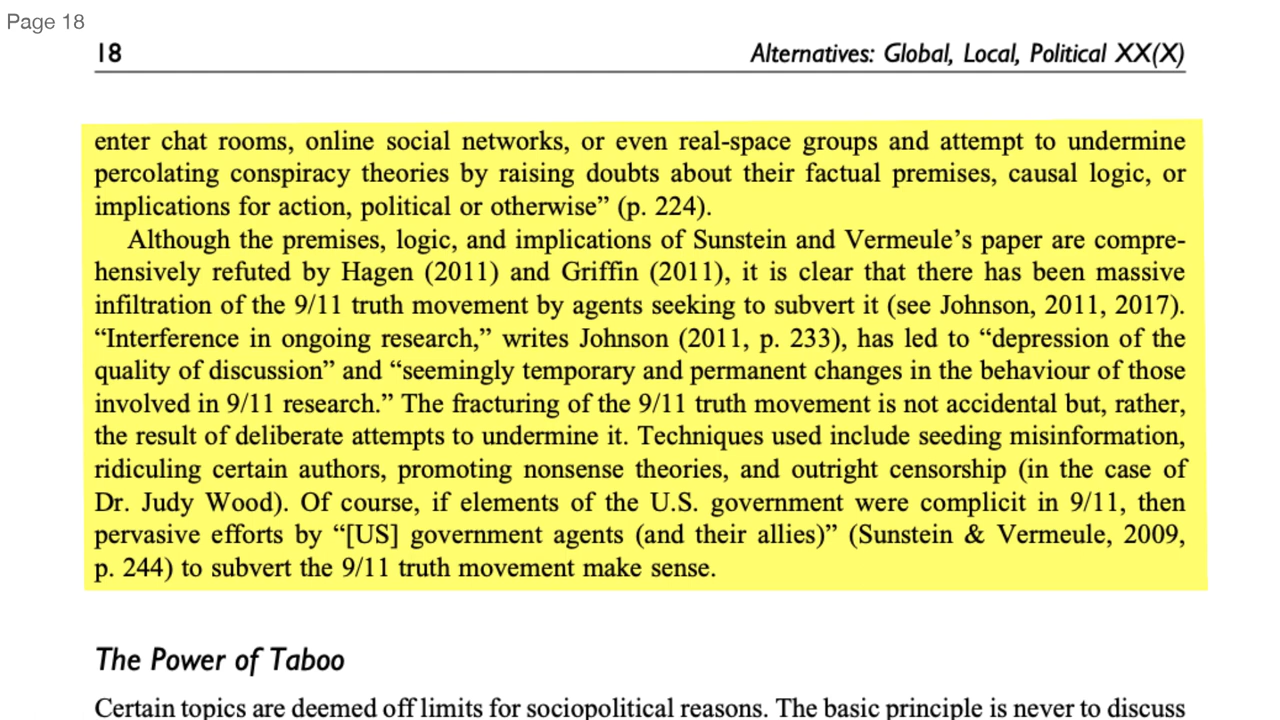 Page 18
18 Alternatives: Global, Local, Political XX(X)
enter chat rooms, online social networks, or even real-space groups and attempt to undermine
percolating conspiracy theories by raising doubts about their factual premises, causal logic, or
implications for action, political or otherwise” (p. 224).
Although the premises, logic, and implications of Sunstein and Vermeule’s paper are compre-
hensively refuted by Hagen (2011) and Griffin (2011), it is clear that there has been massive
infiltration of the 9/11 truth movement by agents seeking to subvert it (see Johnson, 2011, 2017).
“Interference in ongoing research,” writes Johnson (2011, p. 233), has led to “depression of the
quality of discussion” and “seemingly temporary and permanent changes in the behaviour of those
involved in 9/11 research.” The fracturing of the 9/11 truth movement is not accidental but, rather,
the result of deliberate attempts to undermine it. Techniques used include seeding misinformation,
ridiculing certain authors, promoting nonsense theories, and outright censorship (in the case of
Dr. Judy Wood). Of course, if elements of the U.S. government were complicit in 9/11, then
pervasive efforts by “[US] government agents (and their allies)” (Sunstein & Vermeule, 2009,
p. 244) to subvert the 9/11 truth movement make sense.
The Power of Taboo
Certain topics are deemed off limits for sociopolitical reasons. The basic principle is never to discuss